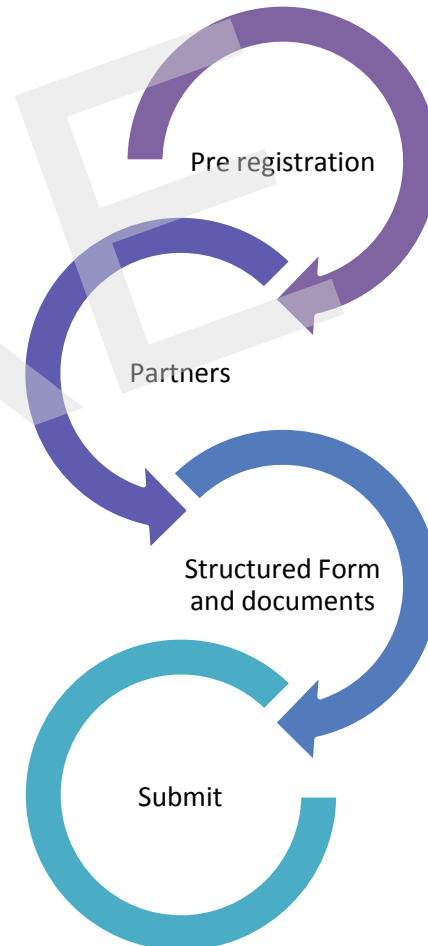 Pre registration
Partners
Structured Form
and documents
Submit